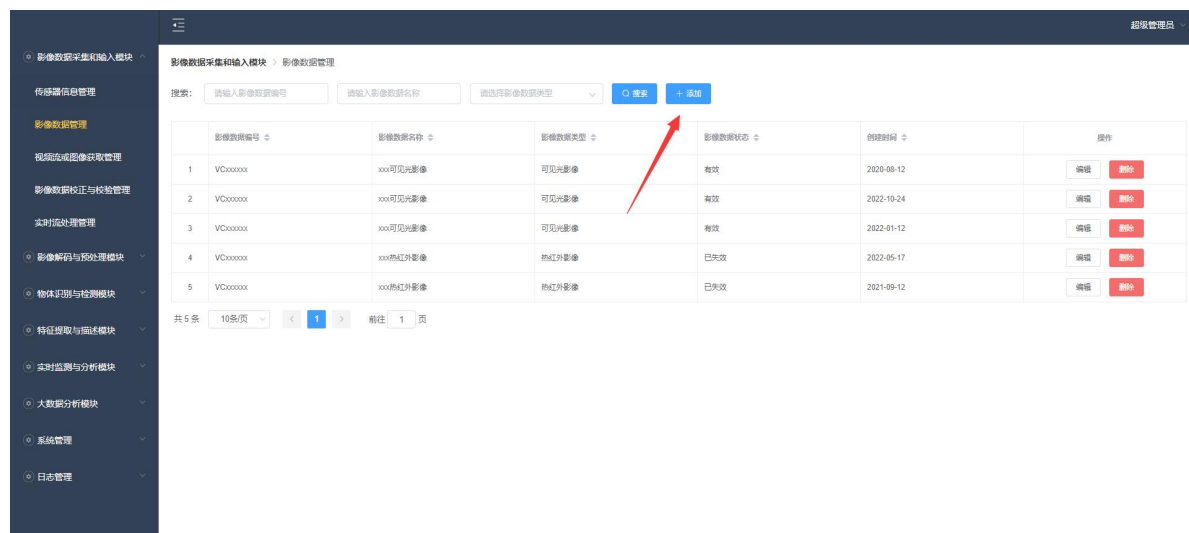 超级管理员
影像数据采集和输入模块
传感器信息管理
影像数据管理
视频流或图像获取管理
影像数据校正与校验管理
实时流处理管理
影像解码与预处理模块
物体识别与检测模块
特征提取与描述模块
实时监测与分析模块
大数据分析模块
系统管理
日志管理
影像数据采集和输入模块 > 影像数据管理
搜索: 请输入影像数据编号 请输入影像数据名称 请选择影像数据类型 搜索 + 添加
影像数据编号 影像数据名称 影像数据类型 影像数据状态 创建时间 操作
1 VCxxxxxx xxx可见光影像 可见光影像 有效 2020-08-12 编辑 删除
2 VCxxxxxx xxx可见光影像 可见光影像 有效 2022-10-24 编辑 删除
3 VCxxxxxx xxx可见光影像 可见光影像 有效 2022-01-12 编辑 删除
4 VCxxxxxx xxx热红外影像 热红外影像 已失效 2022-05-17 编辑 删除
5 VCxxxxxx xxx热红外影像 热红外影像 已失效 2021-09-12 编辑 删除
共 5 条 10条/页 < 1 > 前往 1 页